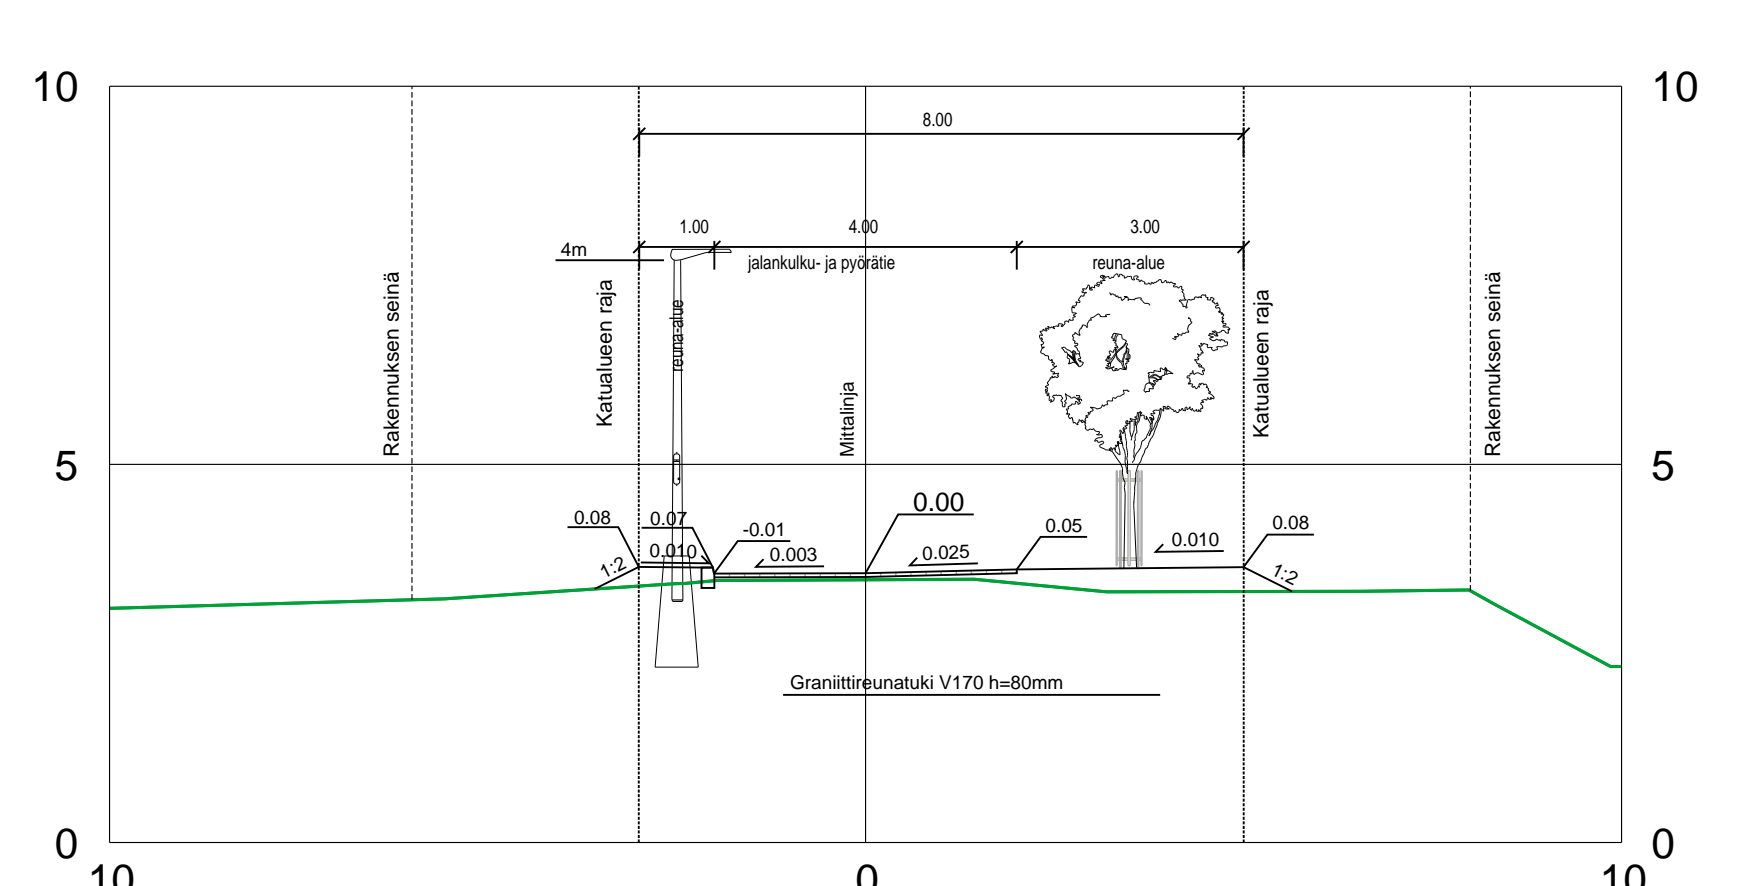 10
10
8.00
1.00
4.00
3.00
4m
jalankulku- ja pyörätie
reuna-alue
Rakennuksen seinä
Katualueen raja
reuna-alue
Mittalinja
Katualueen raja
Rakennuksen seinä
5
5
0.08
0.07
-0.01
0.00
0.05
0.08
1:2
0.010
0.003
0.025
0.010
1:2
Graniittireunatuki V170 h=80mm
0
0
10
0
10